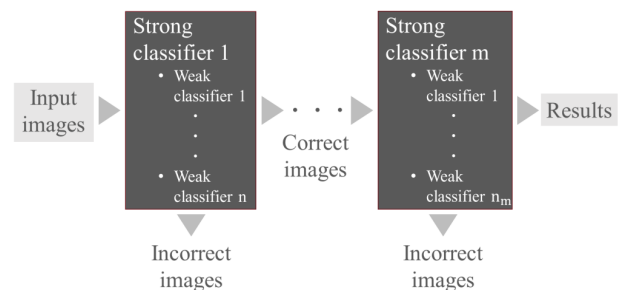 Input
images
Strong
classifier 1
• Weak
classifier 1
.
.
.
• Weak
classifier n
Incorrect
images
. . .
Correct
images
Strong
classifier m
• Weak
classifier 1
.
.
.
• Weak
classifier nm
Incorrect
images
Results